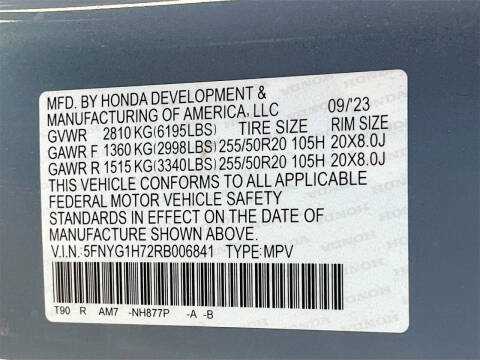 MFD. BY HONDA DEVELOPMENT &
MANUFACTURING OF AMERICA, LLC 09/'23
GVWR 2810 KG(6195LBS) TIRE SIZE RIM SIZE
GAWR F 1360 KG(2998LBS) 255/50R20 105H 20X8.0J
GAWR R 1515 KG(3340LBS) 255/50R20 105H 20X8.0J
THIS VEHICLE CONFORMS TO ALL APPLICABLE
FEDERAL MOTOR VEHICLE SAFETY
STANDARDS IN EFFECT ON THE DATE OF
MANUFACTURE SHOWN ABOVE.
V.I.N.: 5FNYG1H72RB006841 TYPE: MPV
T90 R AM7 -NH877P -A -B